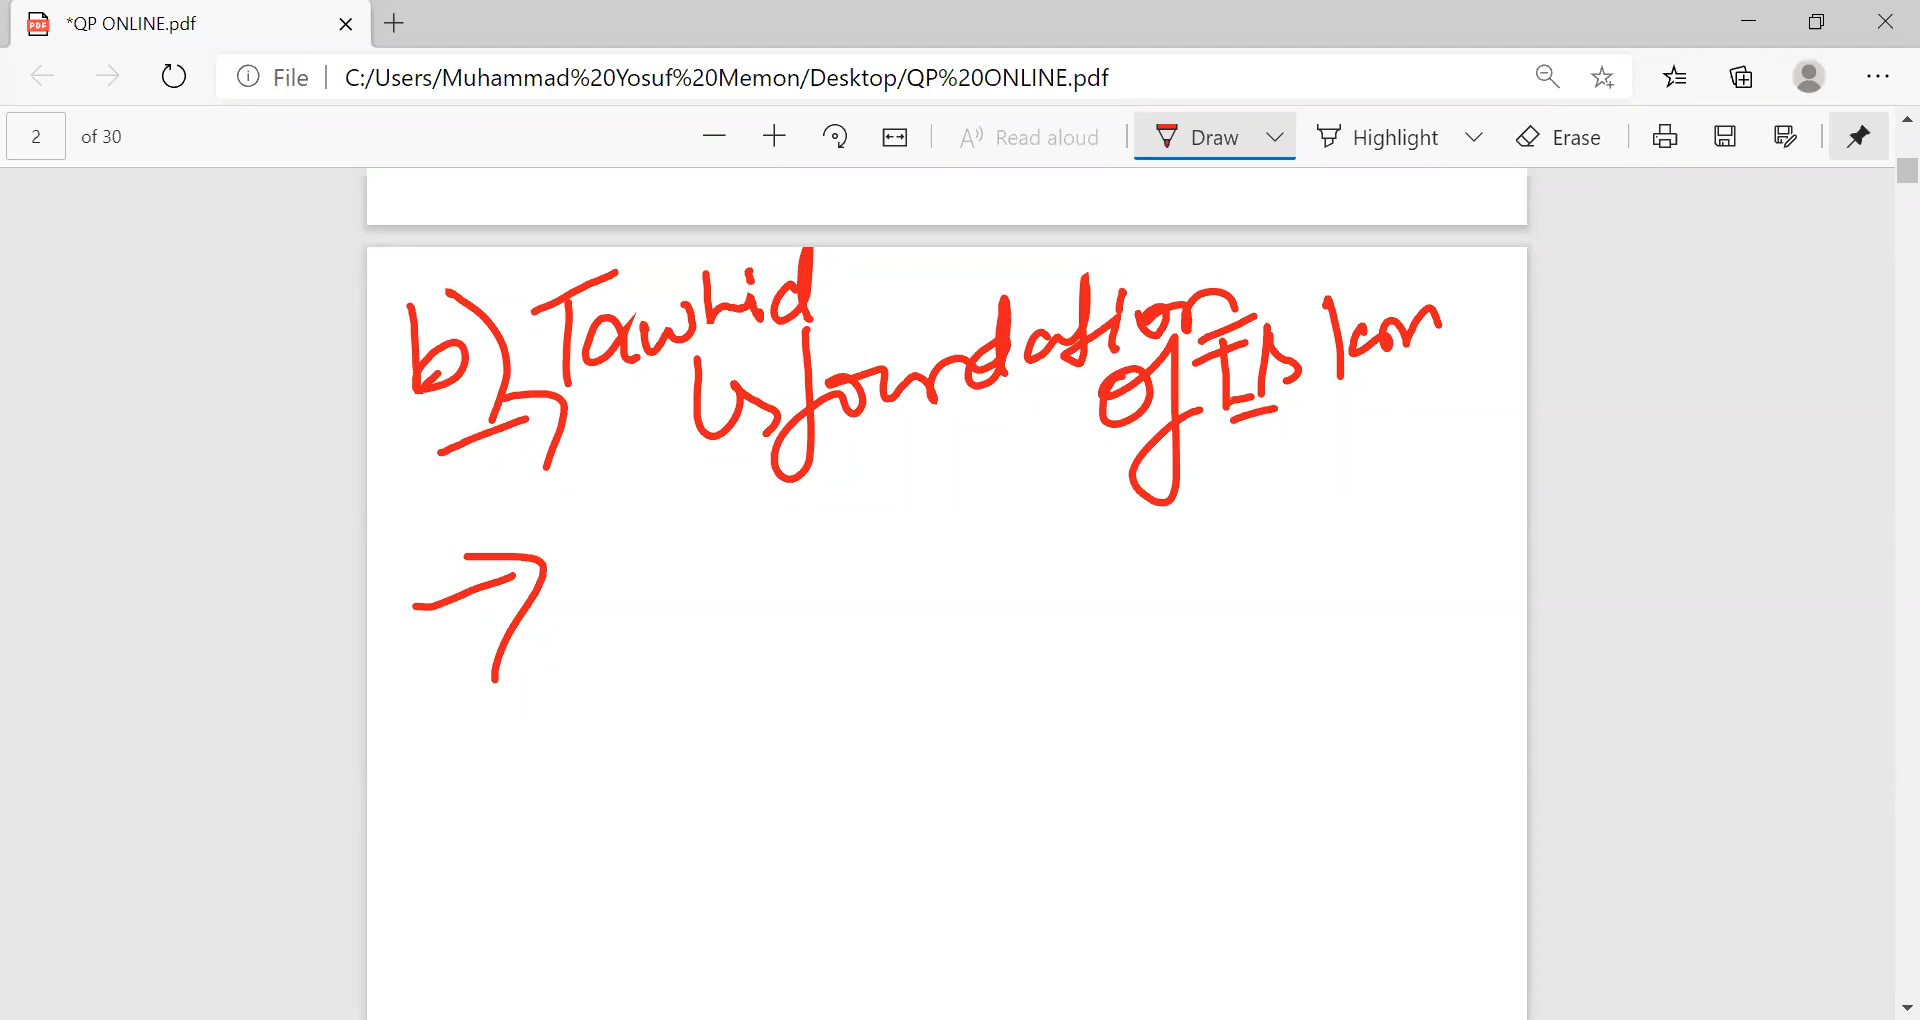 *QP ONLINE.pdf
File | C:/Users/Muhammad%20Yosuf%20Memon/Desktop/QP%20ONLINE.pdf
2 of 30 Read aloud Draw Highlight Erase
b) Tawhid
is foundation of Islam